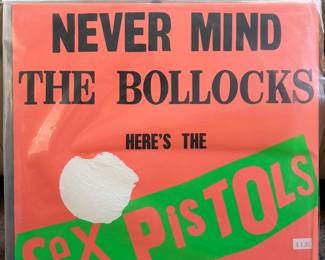 NEVER MIND
THE BOLLOCKS
HERE'S THE
Sex PiSTOLS